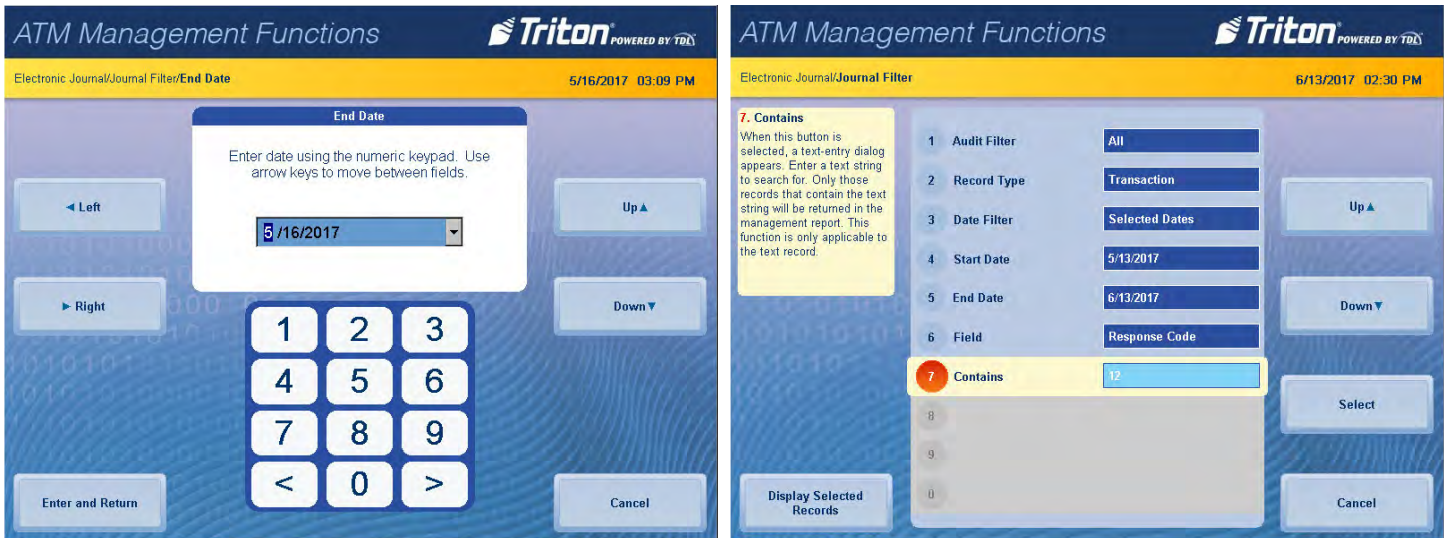 ATM Management Functions
Triton POWERED BY TDL
Electronic Journal/Journal Filter/End Date
5/16/2017 03:09 PM
End Date
Enter date using the numeric keypad. Use
arrow keys to move between fields.
5 /16/2017
◄ Left
► Right
Up▲
Down▼
1 2 3
4 5 6
7 8 9
< 0 >
Enter and Return
Cancel
ATM Management Functions
Triton POWERED BY TDL
Electronic Journal/Journal Filter
6/13/2017 02:30 PM
7. Contains
When this button is
selected, a text-entry dialog
appears. Enter a text string
to search for. Only those
records that contain the text
string will be returned in the
management report. This
function is only applicable to
the text record.
1 Audit Filter All
2 Record Type Transaction
3 Date Filter Selected Dates
4 Start Date 5/13/2017
5 End Date 6/13/2017
6 Field Response Code
7 Contains 12
8
9
0
Up▲
Down▼
Select
Display Selected
Records
Cancel